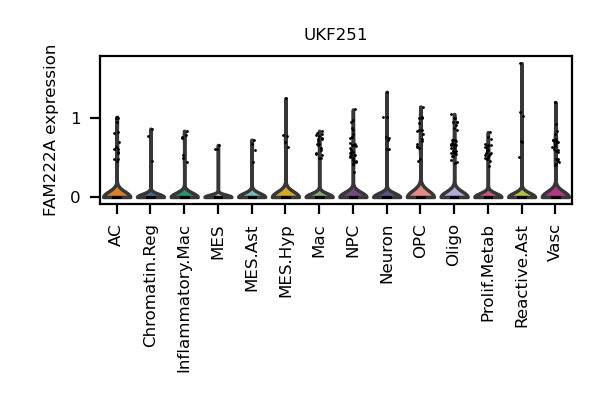 UKF251
FAM222A expression
1
0
AC
Chromatin.Reg
Inflammatory.Mac
MES
MES.Ast
MES.Hyp
Mac
NPC
Neuron
OPC
Oligo
Prolif.Metab
Reactive.Ast
Vasc